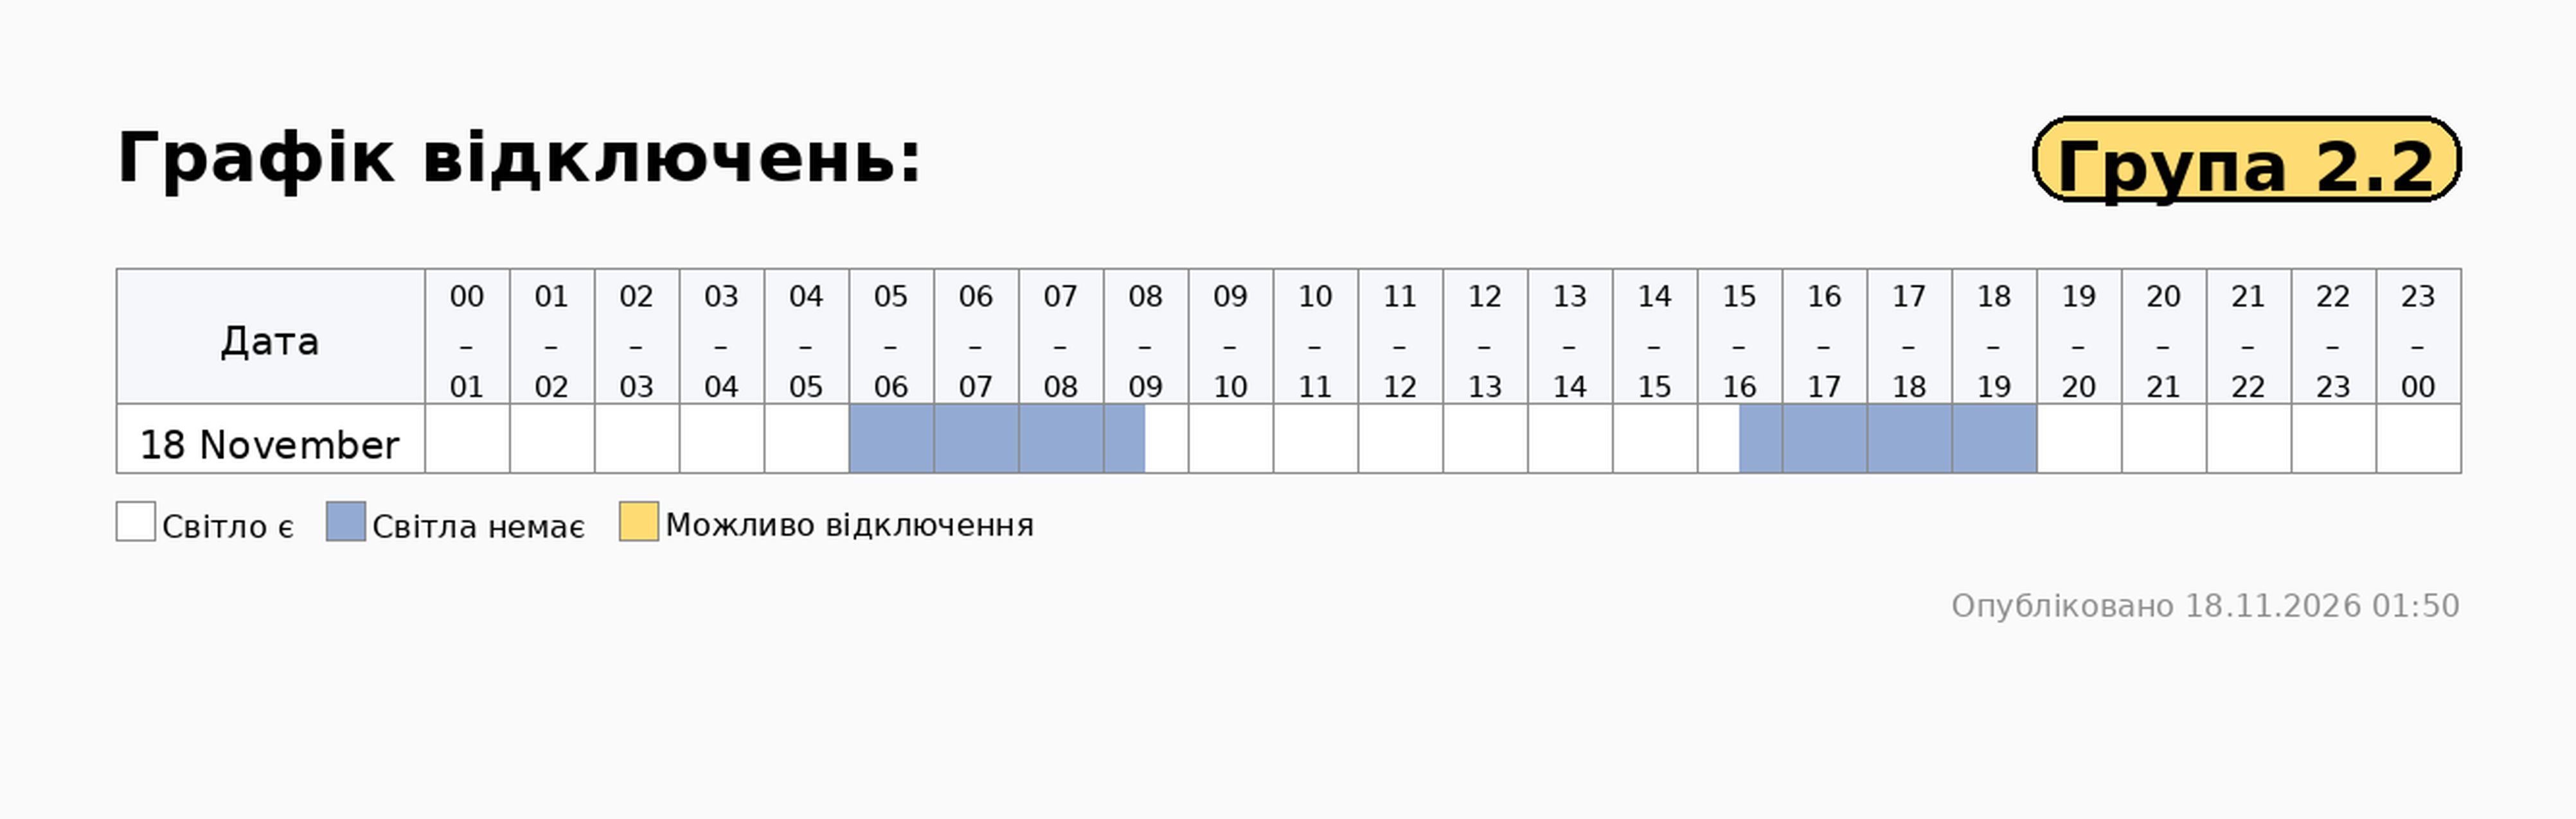 Графік відключень:
Група 2.2
Дата
00 01 02 03 04 05 06 07 08 09 10 11 12 13 14 15 16 17 18 19 20 21 22 23
– – – – – – – – – – – – – – – – – – – – – – – –
01 02 03 04 05 06 07 08 09 10 11 12 13 14 15 16 17 18 19 20 21 22 23 00
18 November
Світло є Світла немає Можливо відключення
Опубліковано 18.11.2026 01:50